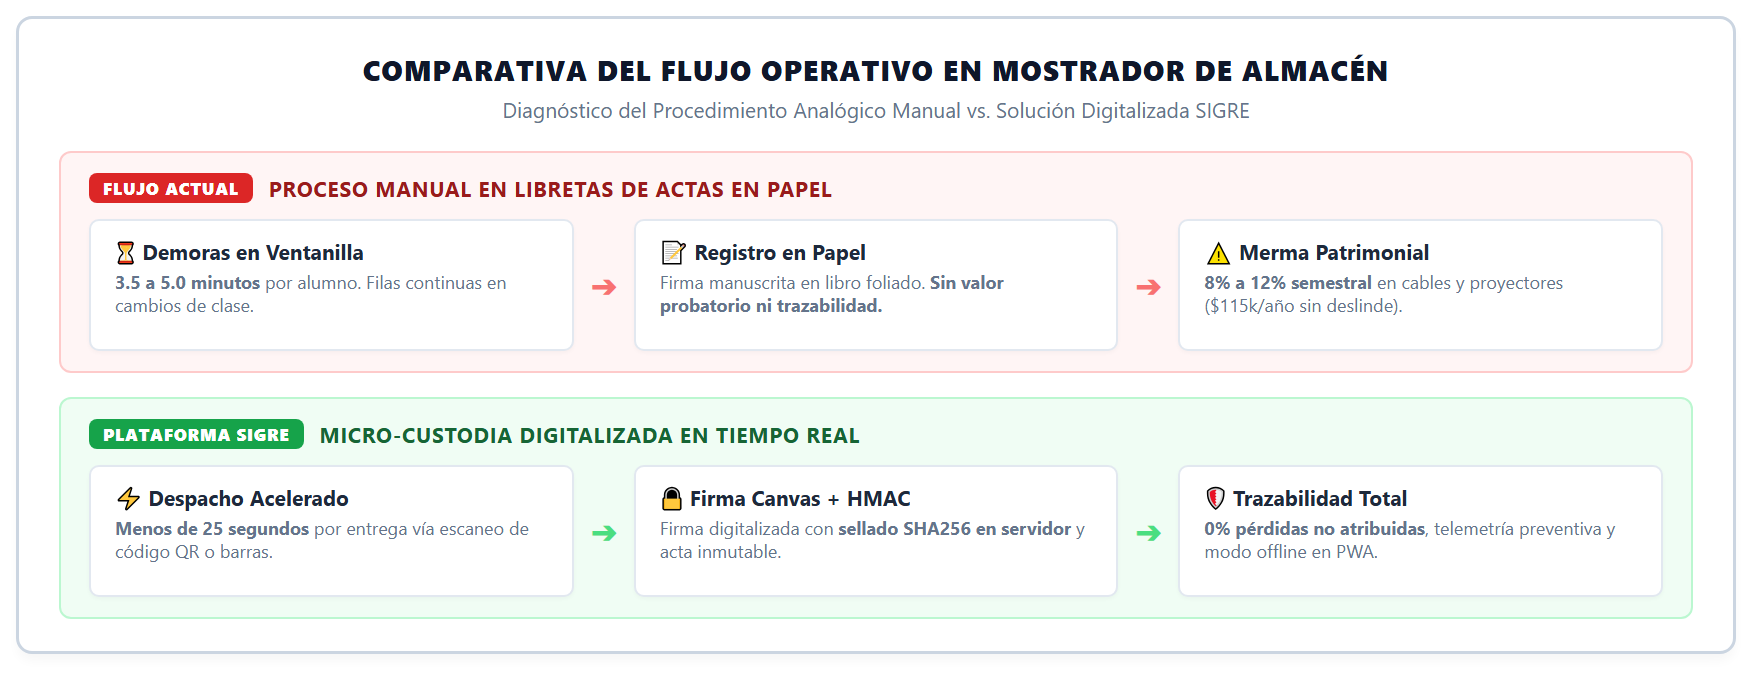 COMPARATIVA DEL FLUJO OPERATIVO EN MOSTRADOR DE ALMACÉN
Diagnóstico del Procedimiento Analógico Manual vs. Solución Digitalizada SIGRE
FLUJO ACTUAL PROCESO MANUAL EN LIBRETAS DE ACTAS EN PAPEL
Demoras en Ventanilla
3.5 a 5.0 minutos por alumno. Filas continuas en
cambios de clase.
Registro en Papel
Firma manuscrita en libro foliado. Sin valor
probatorio ni trazabilidad.
Merma Patrimonial
8% a 12% semestral en cables y proyectores
($115k/año sin deslinde).
PLATAFORMA SIGRE MICRO-CUSTODIA DIGITALIZADA EN TIEMPO REAL
Despacho Acelerado
Menos de 25 segundos por entrega vía escaneo de
código QR o barras.
Firma Canvas + HMAC
Firma digitalizada con sellado SHA256 en servidor y
acta inmutable.
Trazabilidad Total
0% pérdidas no atribuidas, telemetría preventiva y
modo offline en PWA.